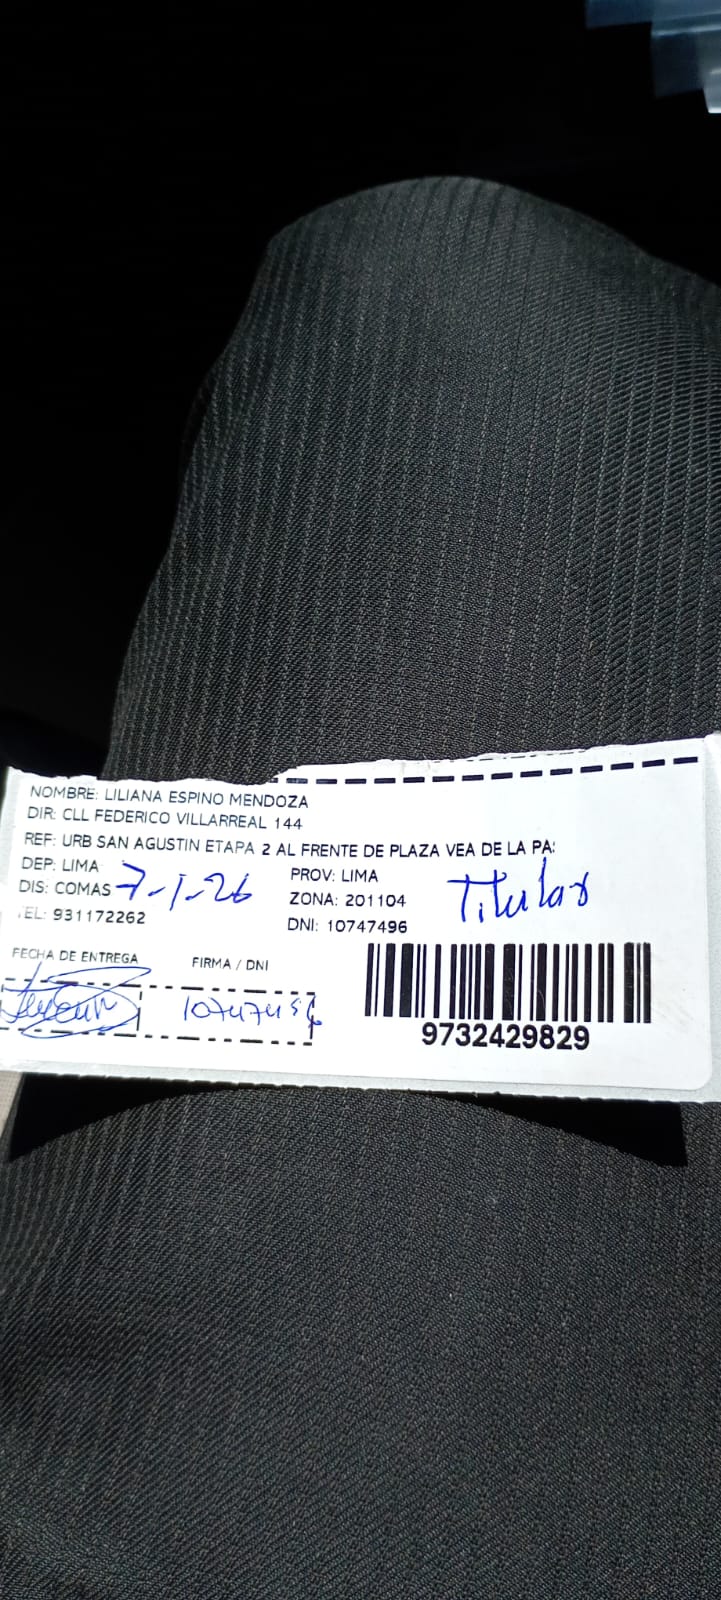 NOMBRE: LILIANA ESPINO MENDOZA
DIR: CLL FEDERICO VILLARREAL 144
REF: URB SAN AGUSTIN ETAPA 2 AL FRENTE DE PLAZA VEA DE LA PA
DEP: LIMA
PROV: LIMA
DIS: COMAS
7-1-26
ZONA: 201104
Titular
TEL: 931172262
DNI: 10747496
FECHA DE ENTREGA
FIRMA / DNI
9732429829